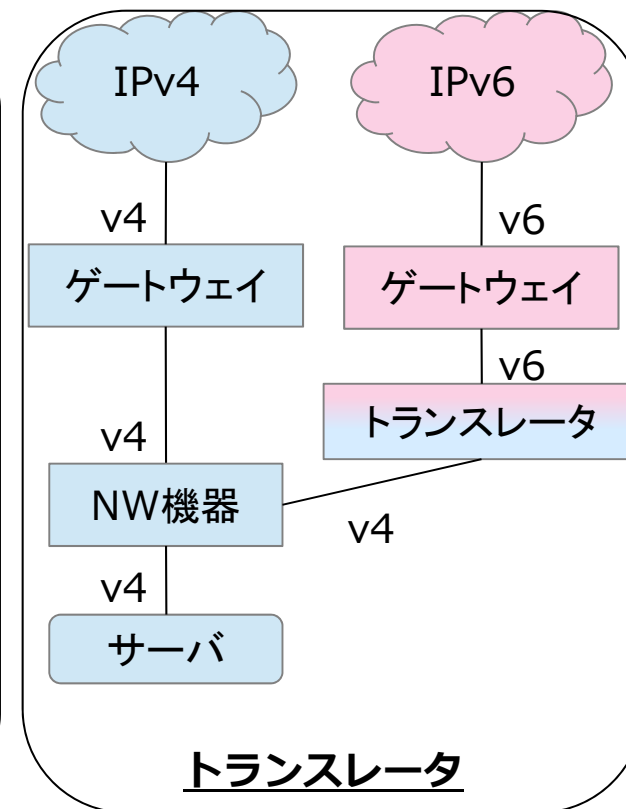 IPv4
IPv6
v4
v6
ゲートウェイ
ゲートウェイ
v6
トランスレータ
v4
NW機器
v4
v4
サーバ
トランスレータ